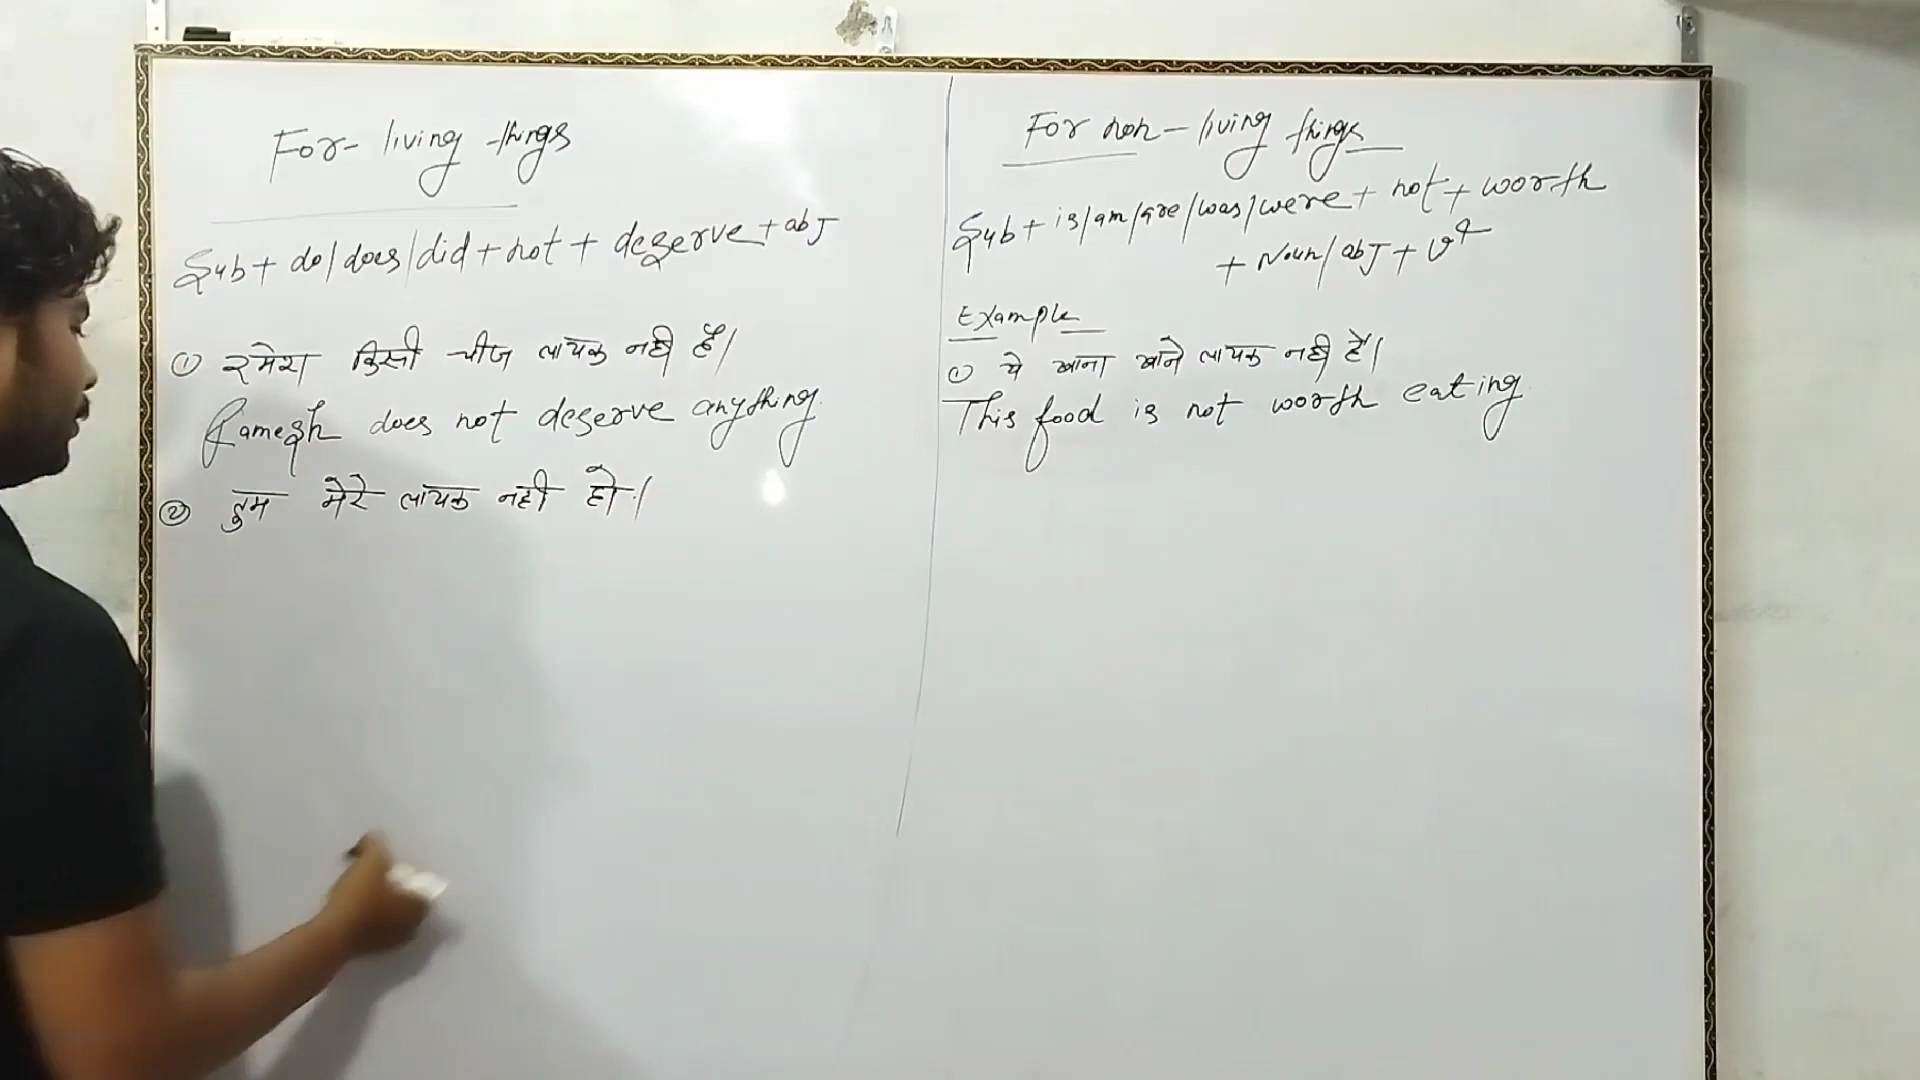 For living things
Sub + do/does/did + not + deserve + obj
① रमेश किसी चीज लायक नही है।
Ramesh does not deserve anything.
② तुम मेरे लायक नही हो।
For non-living things
Sub + is/am/are/was/were + not + worth
+ Noun/obj + v⁴
Example
① ये खाना खाने लायक नही हैं।
This food is not worth eating.